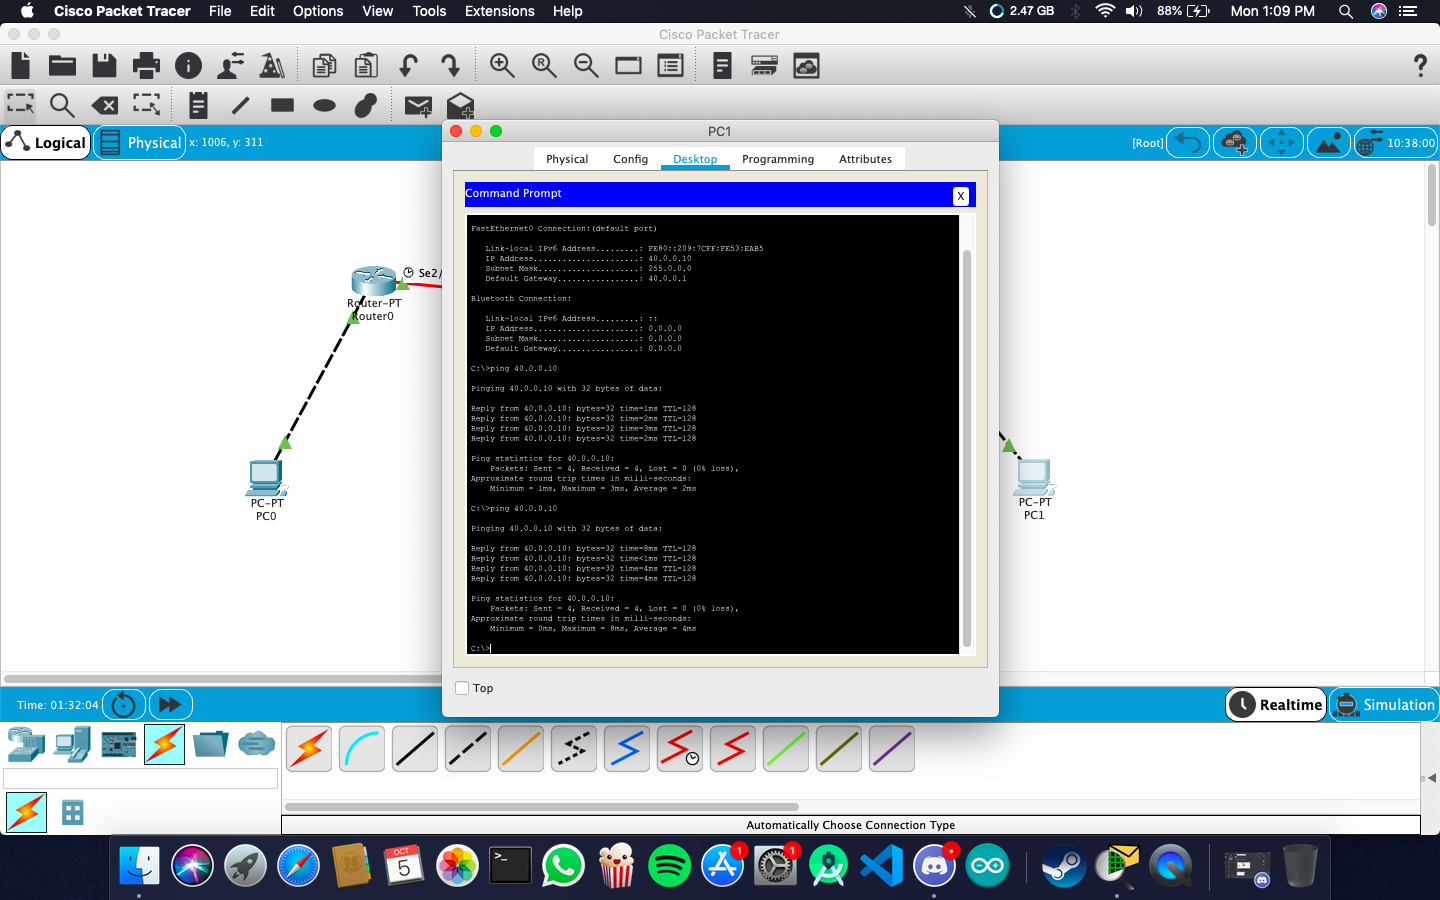 Cisco Packet Tracer File Edit Options View Tools Extensions Help 2.47 GB 88% Mon 1:09 PM
Cisco Packet Tracer
Logical Physical x: 1006, y: 311 [Root] 10:38:00
PC1
Physical Config Desktop Programming Attributes
Command Prompt X
FastEthernet0 Connection:(default port)
Link-local IPv6 Address.........: FE80::209:7CFF:FE53:EAB5
IP Address......................: 40.0.0.10
Subnet Mask.....................: 255.0.0.0
Default Gateway.................: 40.0.0.1
Bluetooth Connection:
Link-local IPv6 Address.........: ::
IP Address......................: 0.0.0.0
Subnet Mask.....................: 0.0.0.0
Default Gateway.................: 0.0.0.0
C:\>ping 40.0.0.10
Pinging 40.0.0.10 with 32 bytes of data:
Reply from 40.0.0.10: bytes=32 time=1ms TTL=128
Reply from 40.0.0.10: bytes=32 time=2ms TTL=128
Reply from 40.0.0.10: bytes=32 time=3ms TTL=128
Reply from 40.0.0.10: bytes=32 time=2ms TTL=128
Ping statistics for 40.0.0.10:
Packets: Sent = 4, Received = 4, Lost = 0 (0% loss),
Approximate round trip times in milli-seconds:
Minimum = 1ms, Maximum = 3ms, Average = 2ms
C:\>ping 40.0.0.10
Pinging 40.0.0.10 with 32 bytes of data:
Reply from 40.0.0.10: bytes=32 time=8ms TTL=128
Reply from 40.0.0.10: bytes=32 time<1ms TTL=128
Reply from 40.0.0.10: bytes=32 time=4ms TTL=128
Reply from 40.0.0.10: bytes=32 time=4ms TTL=128
Ping statistics for 40.0.0.10:
Packets: Sent = 4, Received = 4, Lost = 0 (0% loss),
Approximate round trip times in milli-seconds:
Minimum = 0ms, Maximum = 8ms, Average = 4ms
C:\>
Top
Se2/
Router-PT
Router0
PC-PT
PC0
PC-PT
PC1
Time: 01:32:04 Realtime Simulation
Automatically Choose Connection Type
OCT
5
>_
1
1